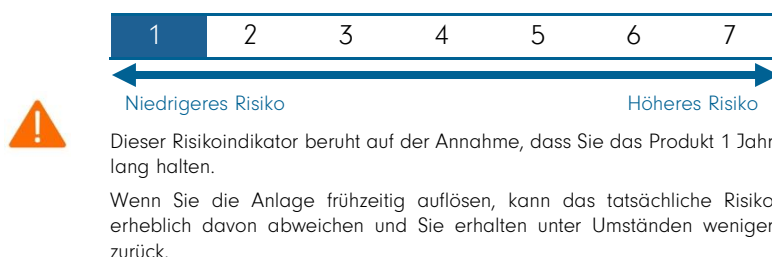 1 2 3 4 5 6 7
Niedrigeres Risiko Höheres Risiko
Dieser Risikoindikator beruht auf der Annahme, dass Sie das Produkt 1 Jahr
lang halten.
Wenn Sie die Anlage frühzeitig auflösen, kann das tatsächliche Risiko
erheblich davon abweichen und Sie erhalten unter Umständen weniger
zurück.